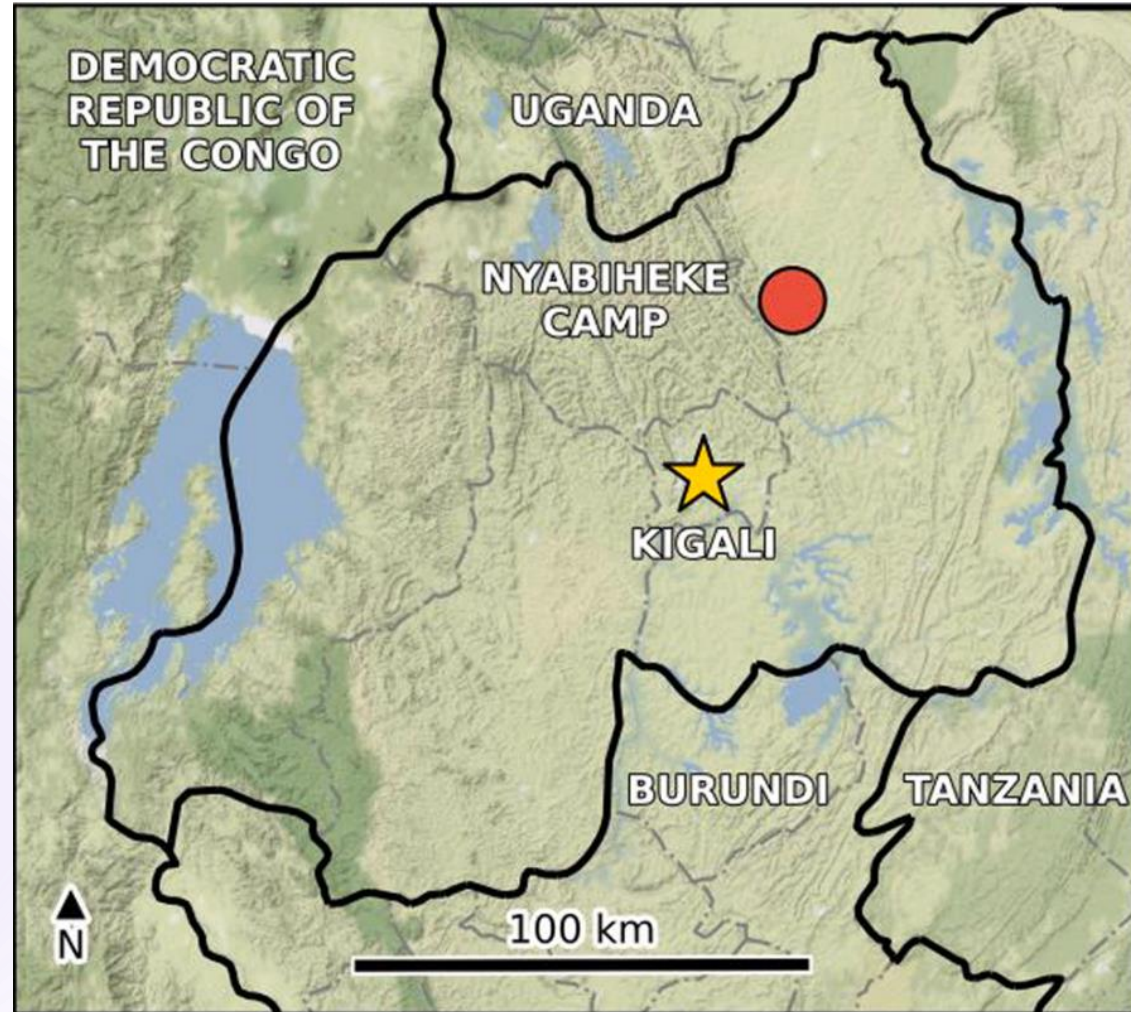 DEMOCRATIC
REPUBLIC OF
THE CONGO
UGANDA
NYABIHEKE
CAMP
KIGALI
BURUNDI
TANZANIA
N
100 km